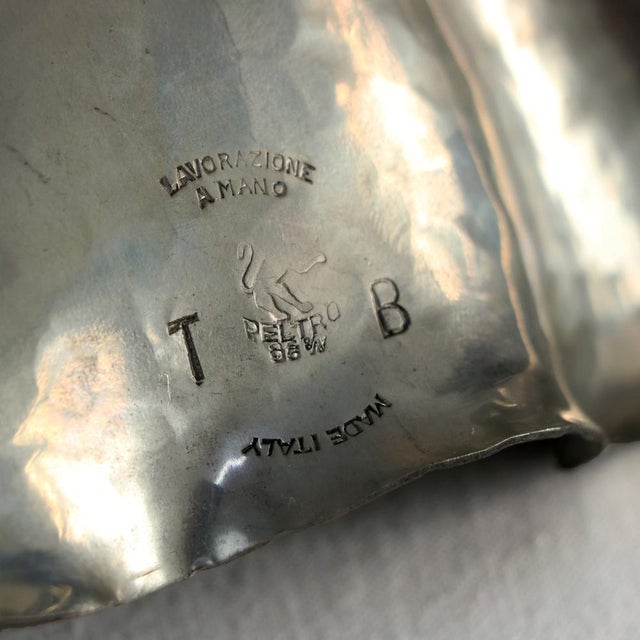 LAVORAZIONE
A MANO
T B
PELTRO
95%
MADE ITALY